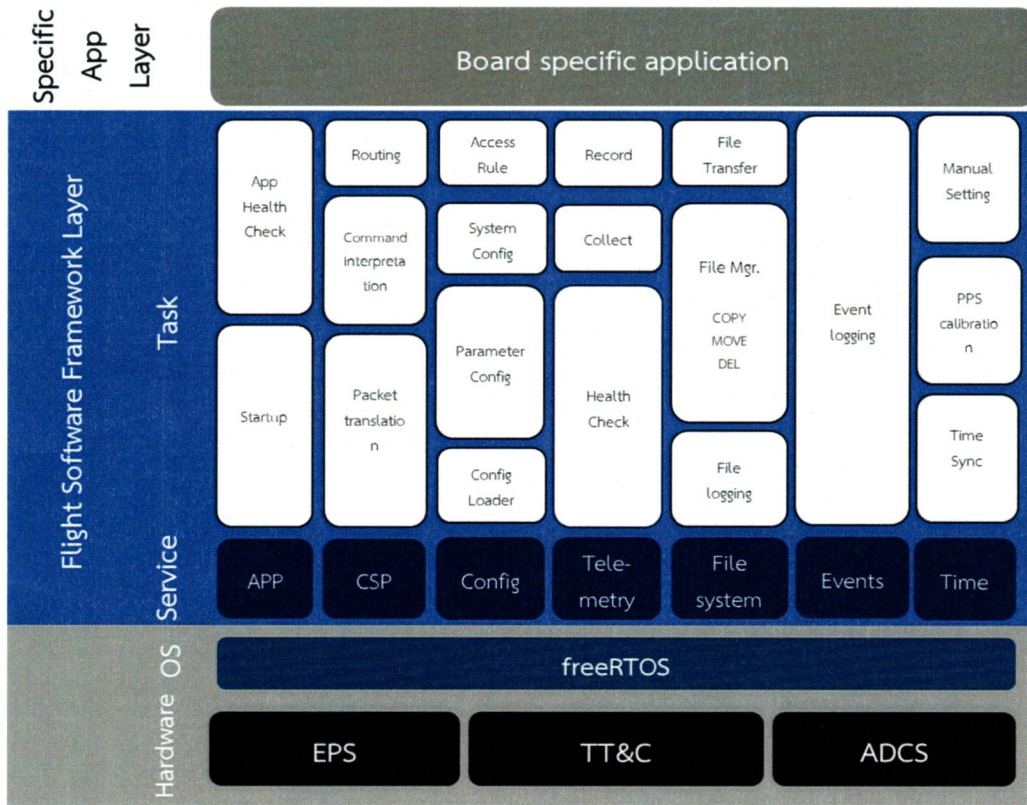 Specific
App
Layer
Board specific application
Flight Software Framework Layer
Task
App
Health
Check
Startup
Routing
Command
interpreta
tion
Packet
translatio
n
Access
Rule
System
Config
Parameter
Config
Config
Loader
Record
Collect
Health
Check
File
Transfer
File Mgr.
COPY
MOVE
DEL
File
logging
Event
logging
Manual
Setting
PPS
calibratio
n
Time
Sync
Service
APP
CSP
Config
Tele-
metry
File
system
Events
Time
OS
freeRTOS
Hardware
EPS
TT&C
ADCS